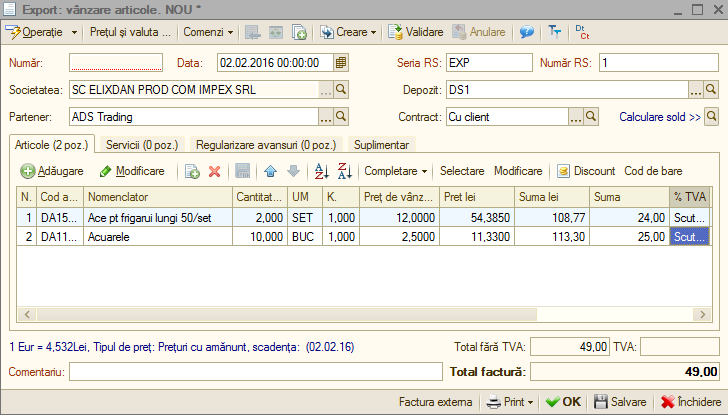 Export: vânzare articole. NOU *
Operație Prețul și valuta ... Comenzi Creare Validare Anulare Tт Dt Ct
Număr: Data: 02.02.2016 00:00:00 Seria RS: EXP Număr RS: 1
Societatea: SC ELIXDAN PROD COM IMPEX SRL ... Depozit: DS1 ...
Partener: ADS Trading ... Contract: Cu client ... Calculare sold >>
Articole (2 poz.) Servicii (0 poz.) Regularizare avansuri (0 poz.) Suplimentar
Adăugare Modificare Completare Selectare Modificare Discount Cod de bare
N. Cod a... Nomenclator Cantitat... UM K. Preț de vânz... Pret lei Suma lei Suma % TVA
1 DA15... Ace pt frigarui lungi 50/set 2,000 SET 1,000 12,0000 54,3850 108,77 24,00 Scut...
2 DA11... Acuarele 10,000 BUC 1,000 2,5000 11,3300 113,30 25,00 Scut...
1 Eur = 4,532Lei, Tipul de preț: Prețuri cu amănunt, scadența: (02.02.16) Total fără TVA: 49,00 TVA:
Comentariu: Total factură: 49,00
Factura externa Print OK Salvare Închidere